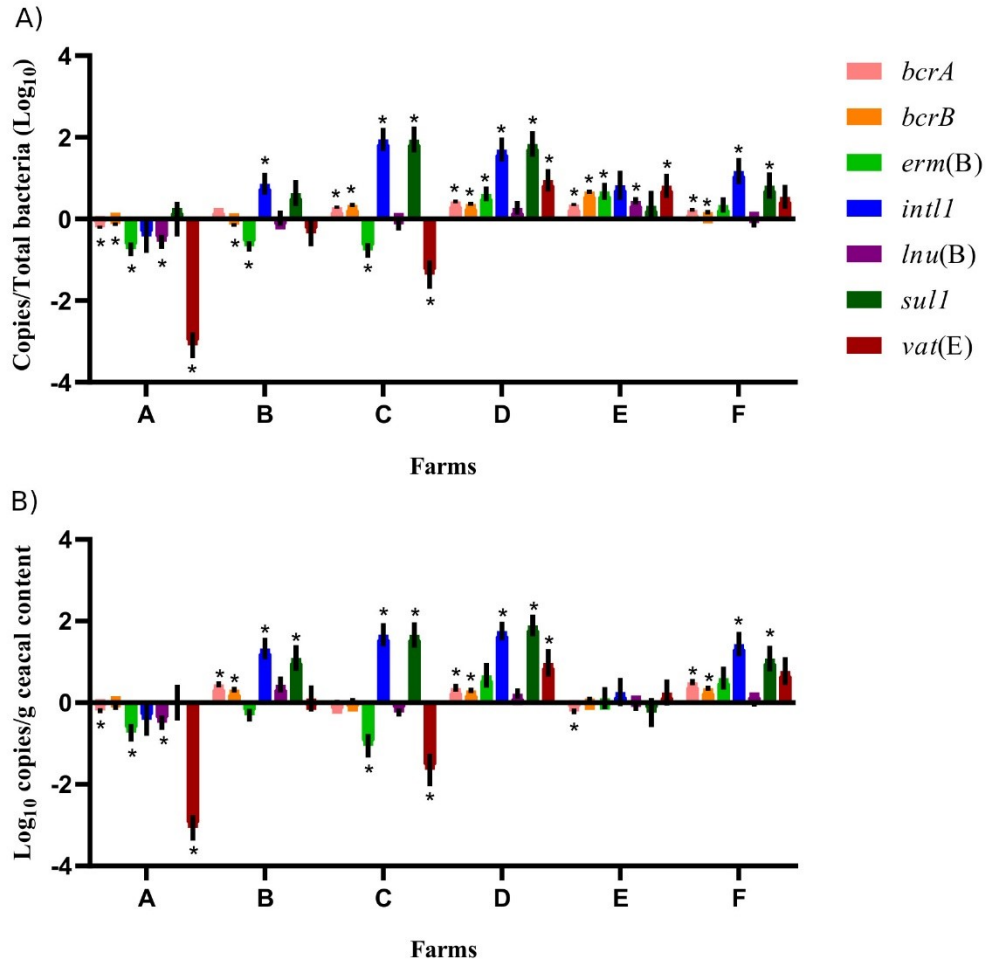 A)
Copies/Total bacteria (Log10)
4
2
0
-2
-4
* * * * * *
* * *
* * * * *
* * * * * *
* * * * * *
* * * *
A B C D E F
Farms
bcrA
bcrB
erm(B)
intl1
lnu(B)
sul1
vat(E)
B)
Log10 copies/g ceacal content
4
2
0
-2
-4
* * * *
* * * *
* * * *
* * * * *
*
* * * *
A B C D E F
Farms